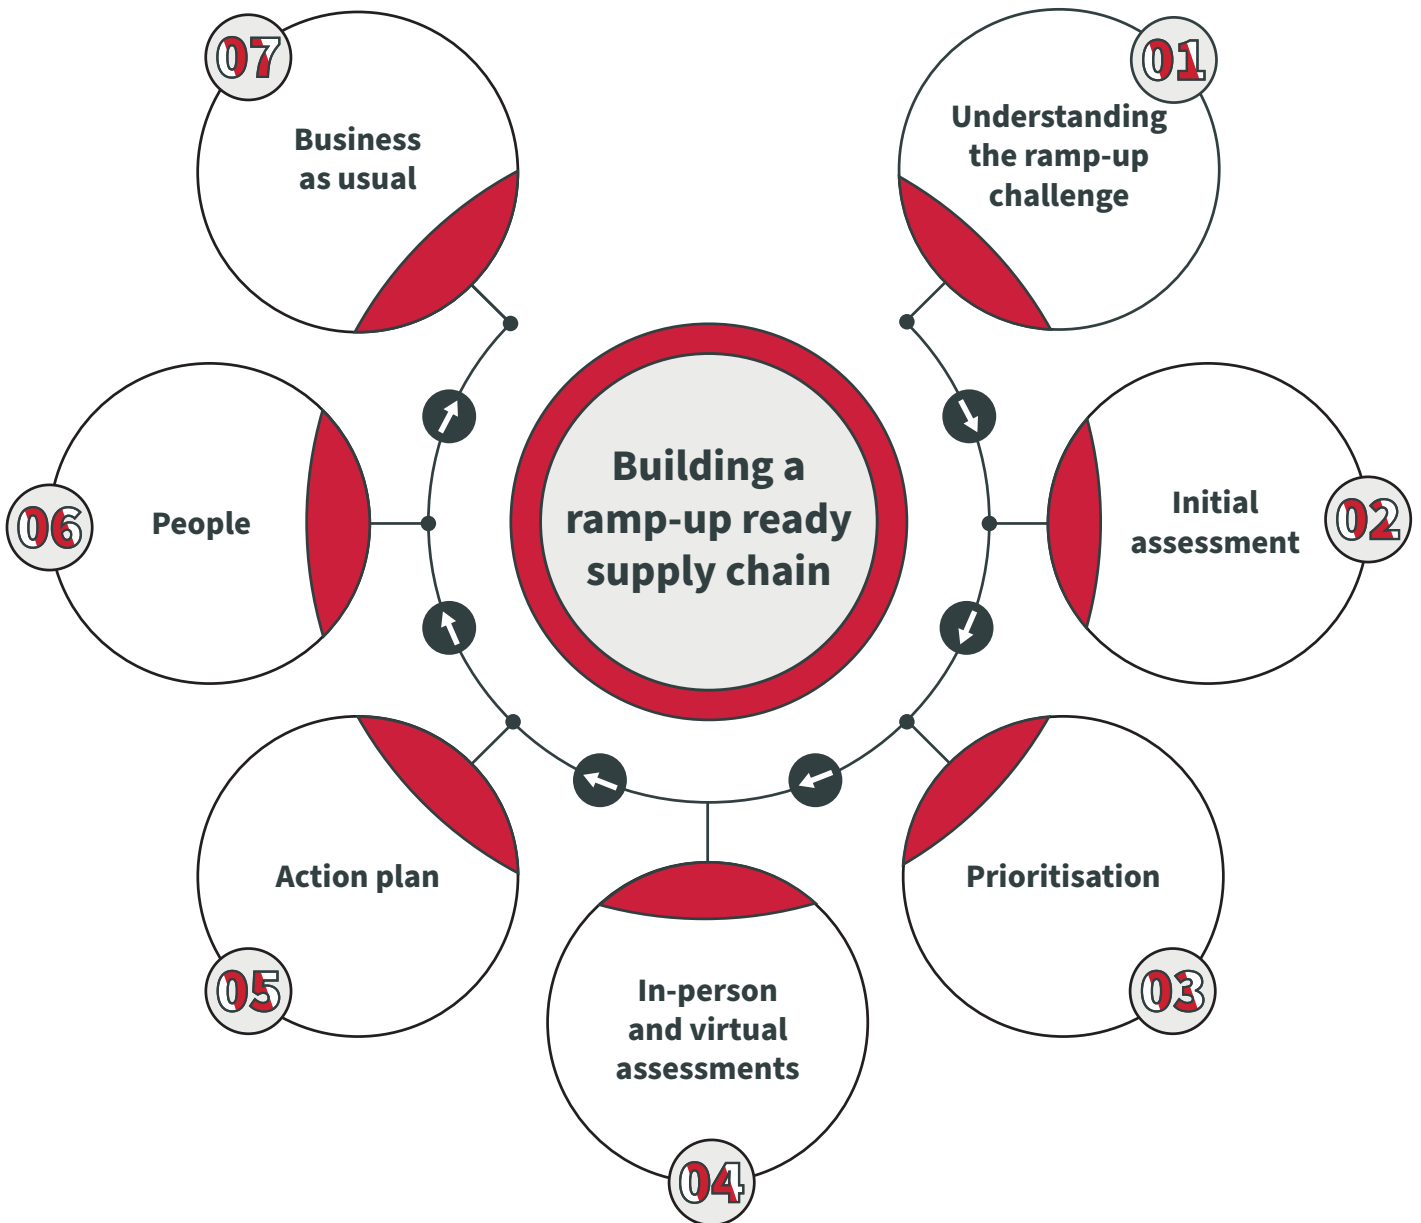 Building a
ramp-up ready
supply chain
01
Understanding
the ramp-up
challenge
02
Initial
assessment
03
Prioritisation
04
In-person
and virtual
assessments
05
Action plan
06
People
07
Business
as usual